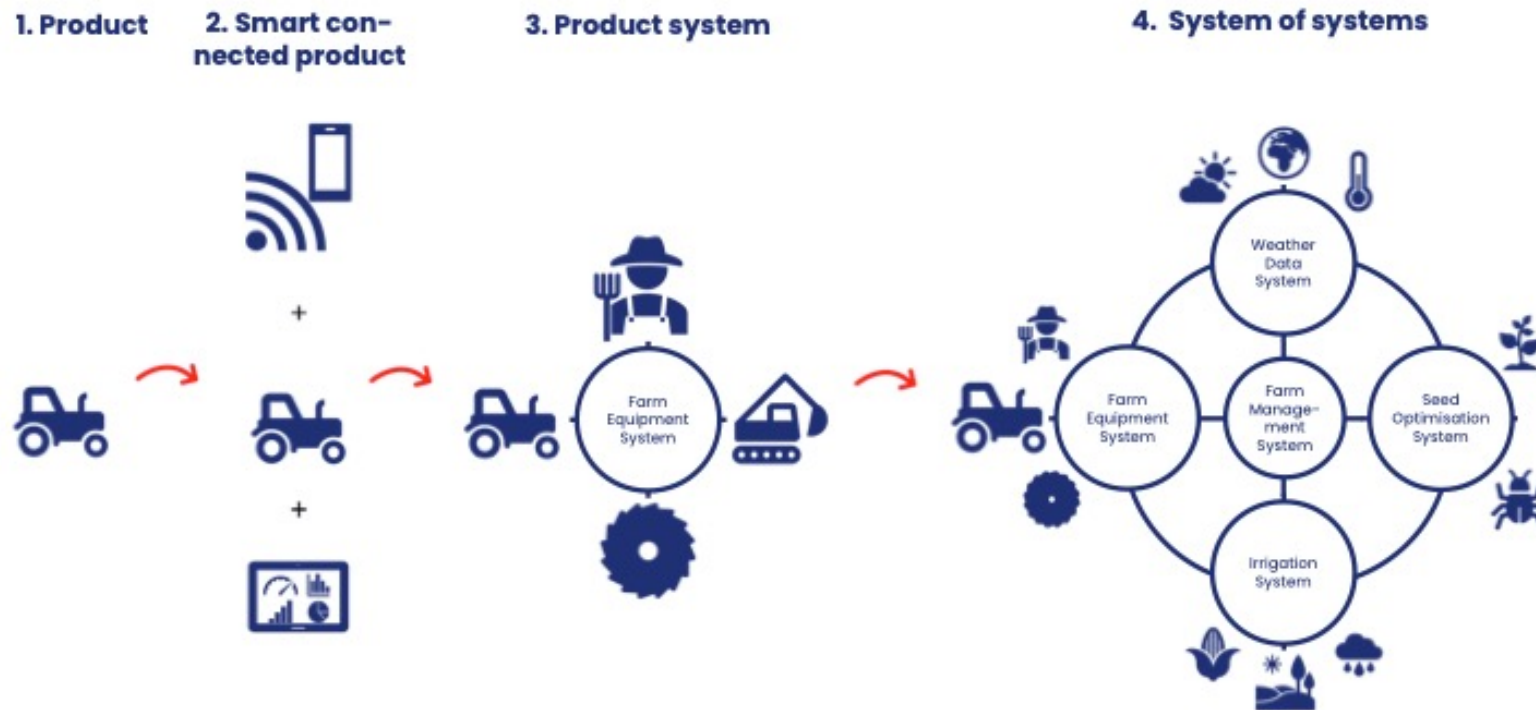 1. Product
2. Smart con-
nected product
3. Product system
4. System of systems
+
+
Farm
Equipment
System
Weather
Data
System
Farm
Equipment
System
Farm
Manage-
ment
System
Seed
Optimisation
System
Irrigation
System